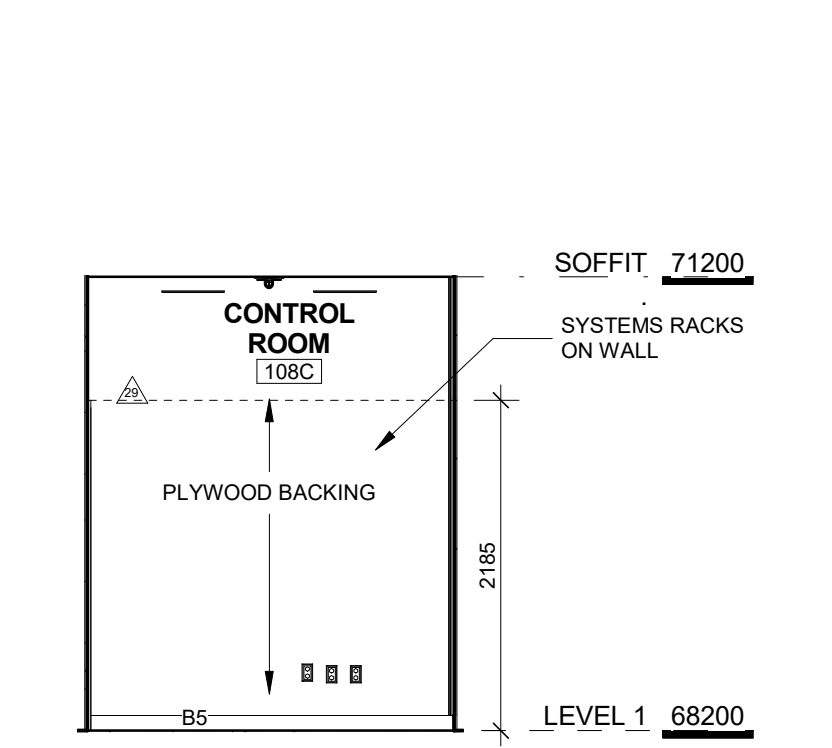 SOFFIT 71200
CONTROL
ROOM
108C
SYSTEMS RACKS
ON WALL
29
PLYWOOD BACKING
2185
B5
LEVEL 1 68200